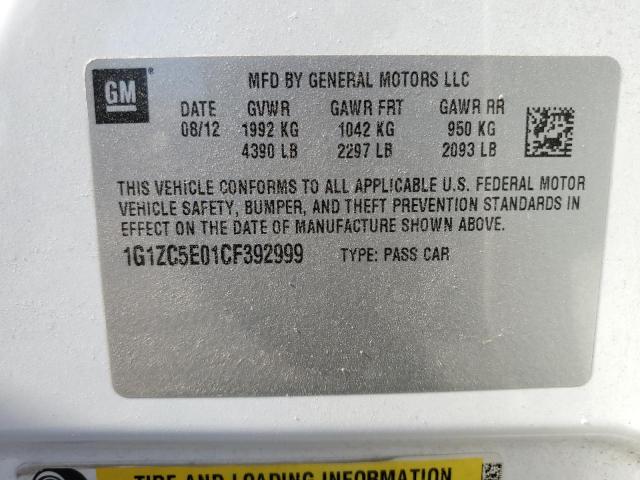 GM ® MFD BY GENERAL MOTORS LLC
DATE GVWR GAWR FRT GAWR RR
08/12 1992 KG 1042 KG 950 KG
4390 LB 2297 LB 2093 LB
THIS VEHICLE CONFORMS TO ALL APPLICABLE U.S. FEDERAL MOTOR
VEHICLE SAFETY, BUMPER, AND THEFT PREVENTION STANDARDS IN
EFFECT ON THE DATE OF MANUFACTURE SHOWN ABOVE.
1G1ZC5E01CF392999 TYPE: PASS CAR
TIRE AND LOADING INFORMATION